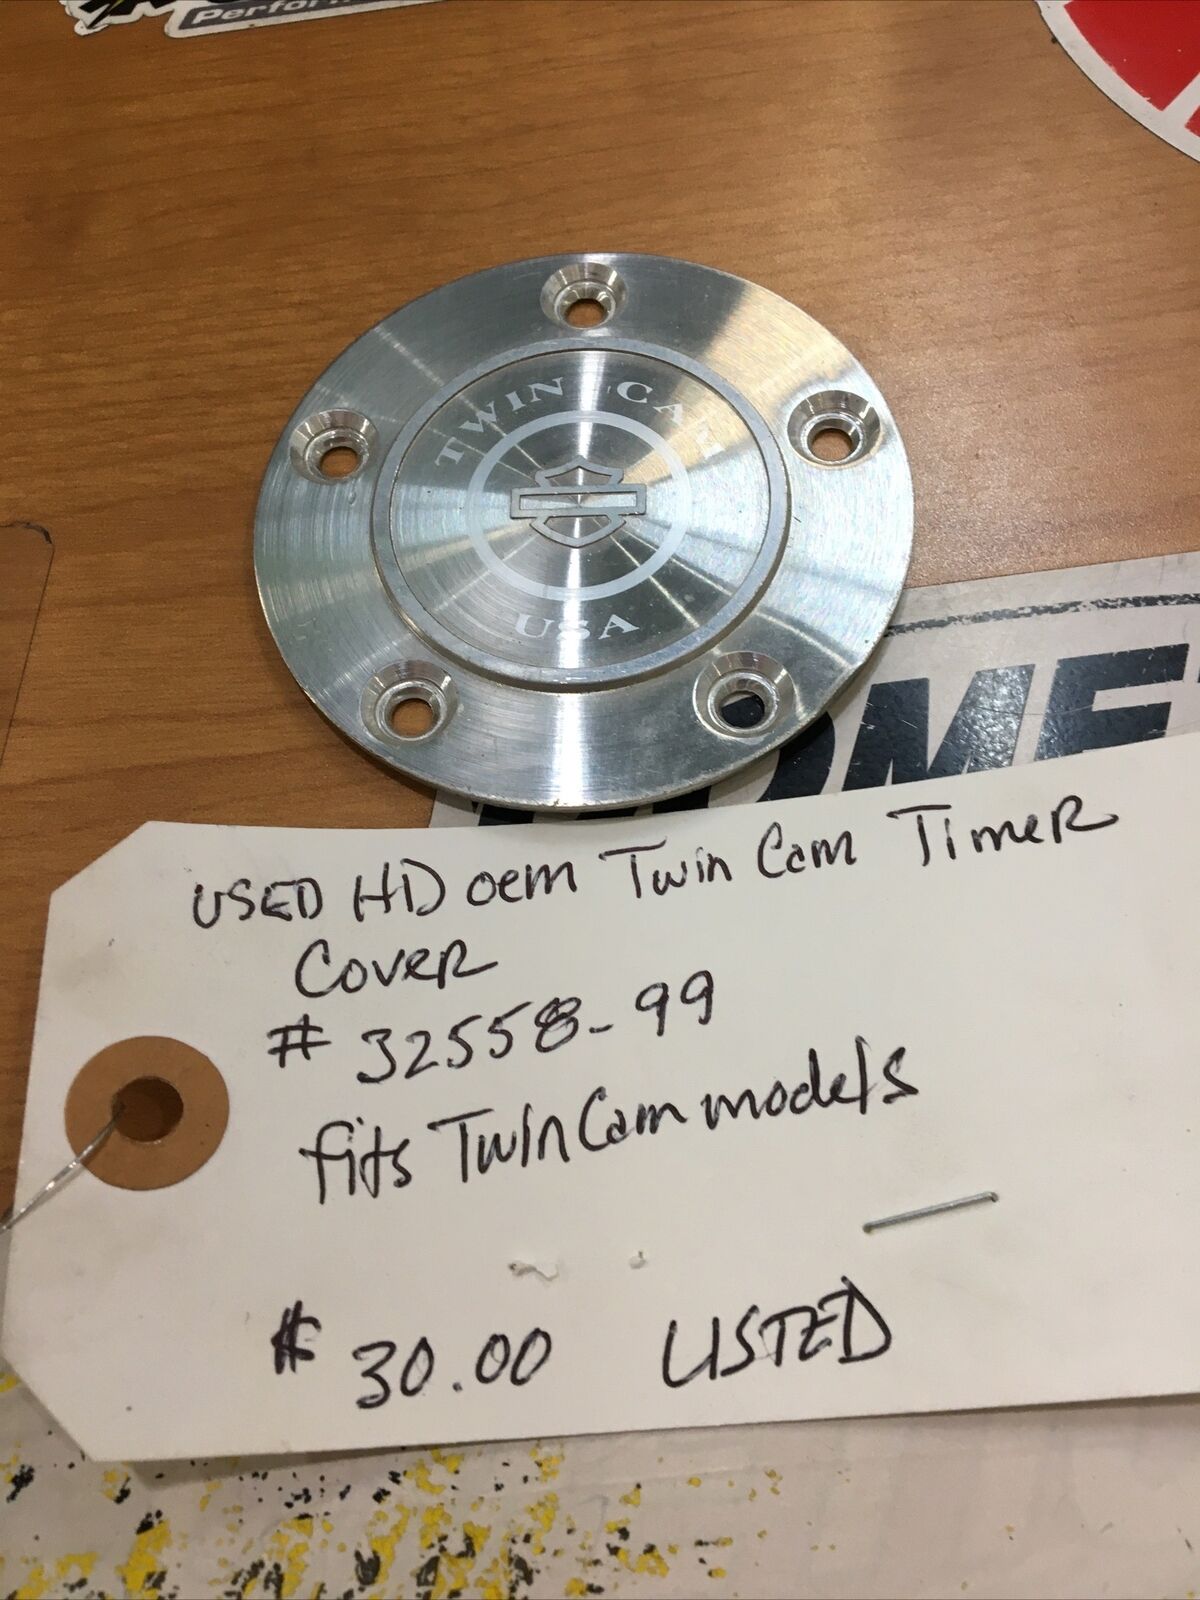 Perfor
TWIN CAM
USA
USED HD oem Twin Cam Timer
Cover
# 32558-99
fits Twin Cam models
$ 30.00 LISTED